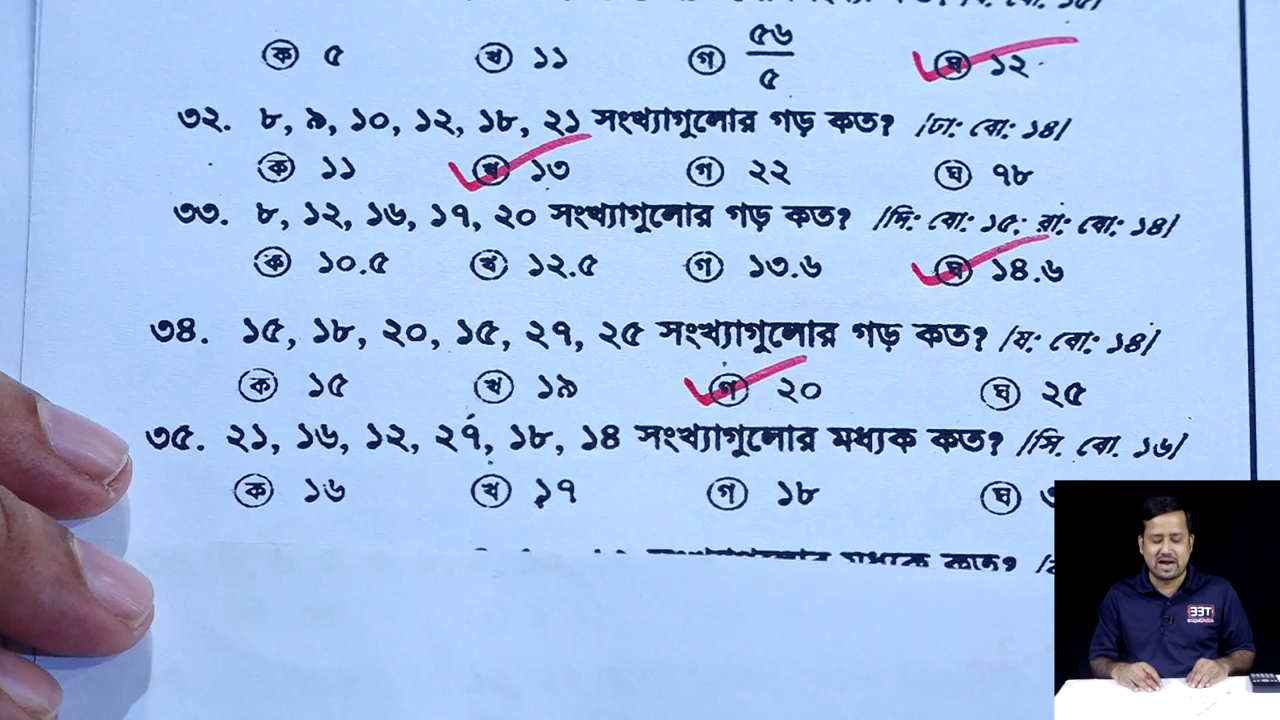 ক ৫ খ ১১ গ ৫৬/৫ ঘ ১২
৩২. ৮, ৯, ১০, ১২, ১৮, ২১ সংখ্যাগুলোর গড় কত? [ঢা: বো: ১৪]
ক ১১ খ ১৩ গ ২২ ঘ ৭৮
৩৩. ৮, ১২, ১৬, ১৭, ২০ সংখ্যাগুলোর গড় কত? [দি: বো: ১৫; রা: বো: ১৪]
ক ১০.৫ খ ১২.৫ গ ১৩.৬ ঘ ১৪.৬
৩৪. ১৫, ১৮, ২০, ১৫, ২৭, ২৫ সংখ্যাগুলোর গড় কত? [য: বো: ১৪]
ক ১৫ খ ১৯ গ ২০ ঘ ২৫
৩৫. ২১, ১৬, ১২, ২৭, ১৮, ১৪ সংখ্যাগুলোর মধ্যক কত? [সি. বো. ১৬]
ক ১৬ খ ১৭ গ ১৮ ঘ